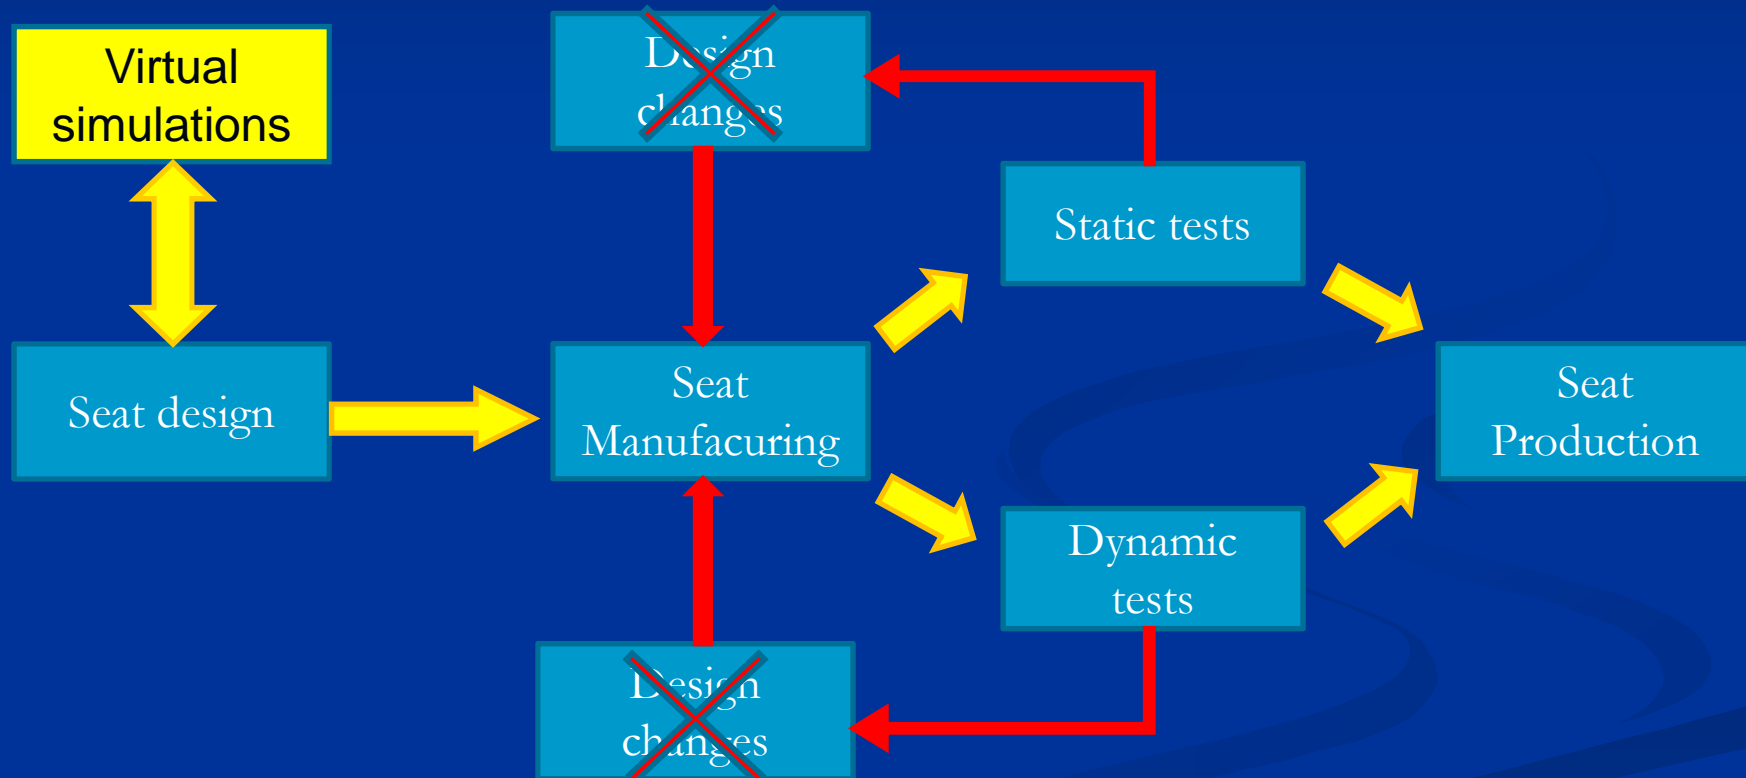 Virtual
simulations
Design
changes
Static tests
Seat design
Seat
Manufacuring
Seat
Production
Dynamic
tests
Design
changes